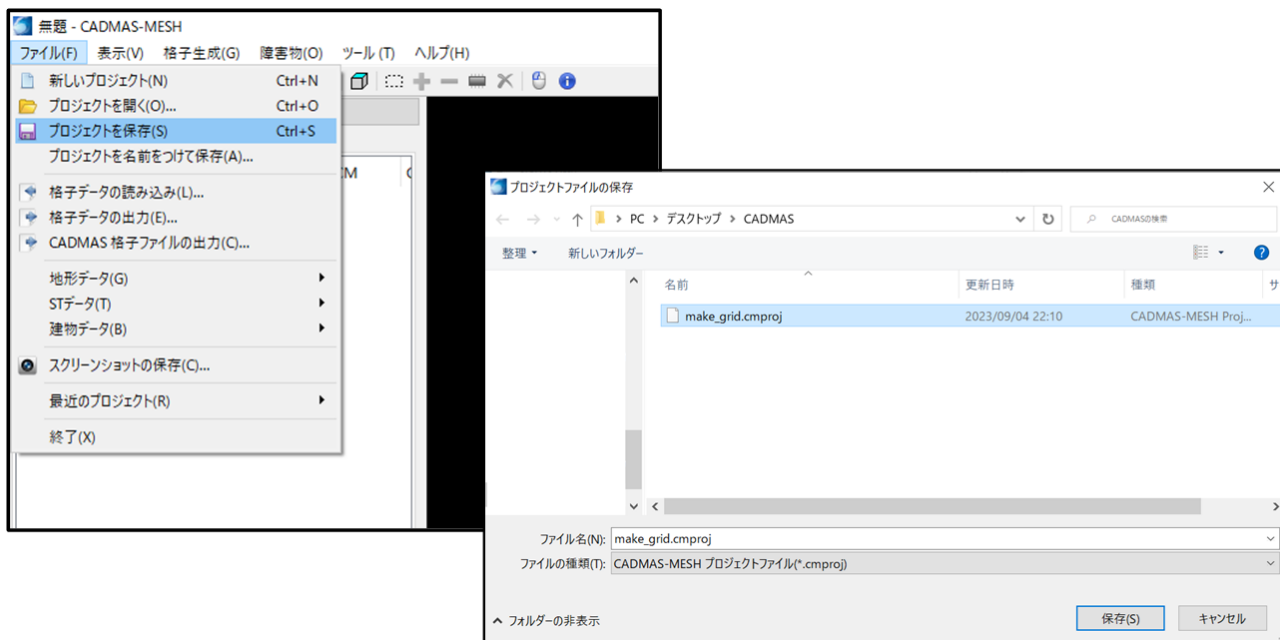 無題 - CADMAS-MESH
ファイル(F) 表示(V) 格子生成(G) 障害物(O) ツール(T) ヘルプ(H)
新しいプロジェクト(N) Ctrl+N
プロジェクトを開く(O)... Ctrl+O
プロジェクトを保存(S) Ctrl+S
プロジェクトを名前をつけて保存(A)...
格子データの読み込み(L)...
格子データの出力(E)...
CADMAS 格子ファイルの出力(C)...
地形データ(G)
STデータ(T)
建物データ(B)
スクリーンショットの保存(C)...
最近のプロジェクト(R)
終了(X)
プロジェクトファイルの保存
PC デスクトップ CADMAS
CADMASの検索
整理 新しいフォルダー
名前 更新日時 種類 サ
make_grid.cmproj 2023/09/04 22:10 CADMAS-MESH Proj...
ファイル名(N): make_grid.cmproj
ファイルの種類(T): CADMAS-MESH プロジェクトファイル(*.cmproj)
フォルダーの非表示 保存(S) キャンセル